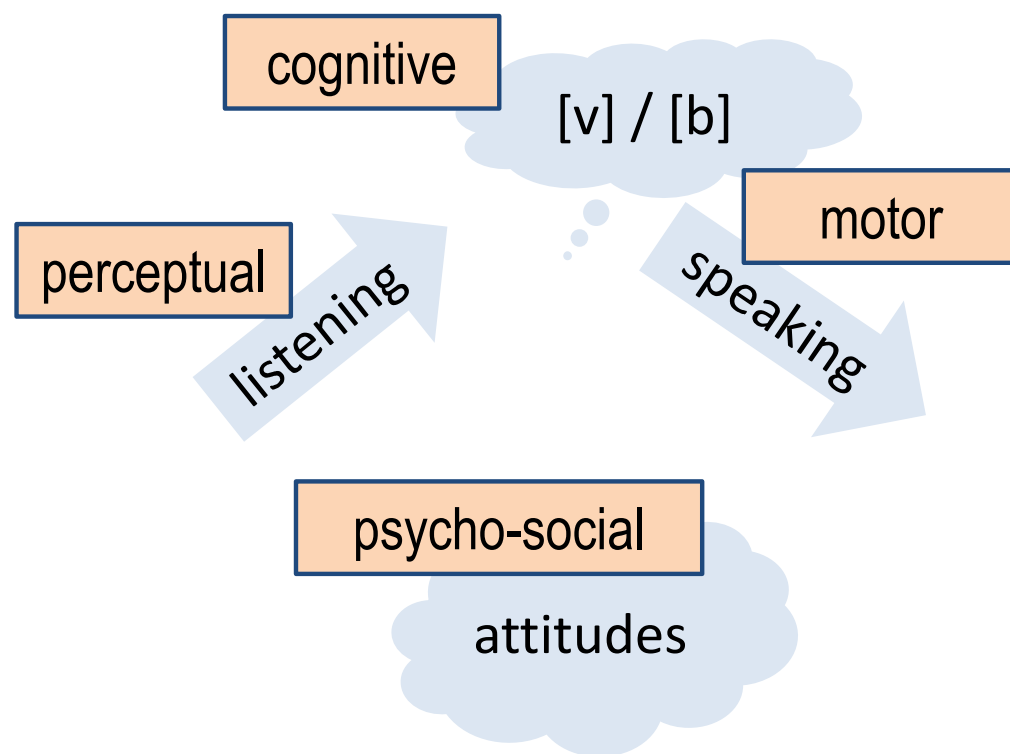 cognitive
[v] / [b]
motor
perceptual
listening
speaking
psycho-social
attitudes